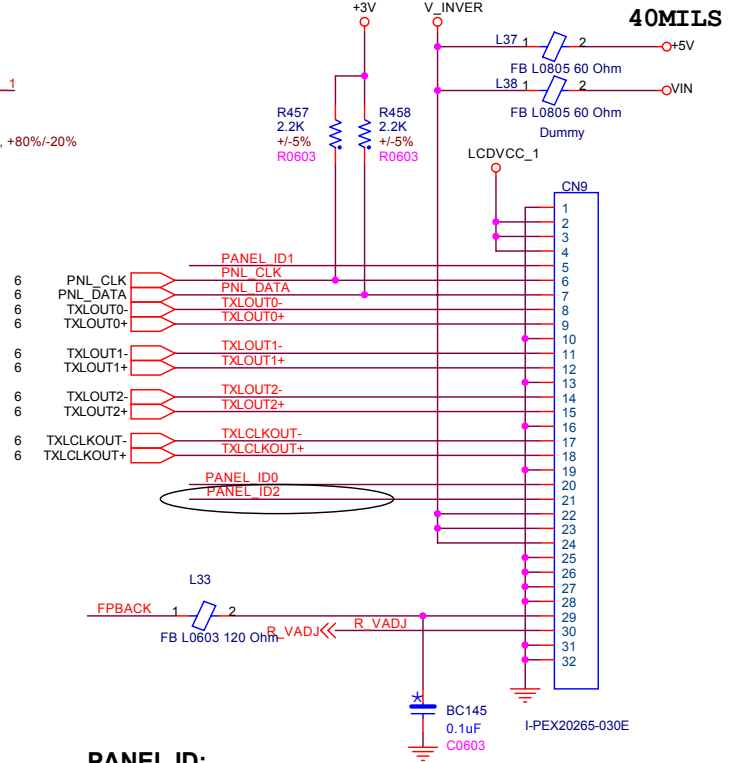 +3V
V_INVER
40MILS
L37 1 2 +5V
FB L0805 60 Ohm
L38 1 2 VIN
FB L0805 60 Ohm
Dummy
1
, +80%/-20%
R457
2.2K
+/-5%
R0603
R458
2.2K
+/-5%
R0603
LCDVCC_1
CN9
1
2
3
4
PANEL_ID1 5
6 PNL_CLK PNL_CLK 6
6 PNL_DATA PNL_DATA 7
6 TXLOUT0- TXLOUT0- 8
6 TXLOUT0+ TXLOUT0+ 9
10
6 TXLOUT1- TXLOUT1- 11
6 TXLOUT1+ TXLOUT1+ 12
13
6 TXLOUT2- TXLOUT2- 14
6 TXLOUT2+ TXLOUT2+ 15
16
6 TXLCLKOUT- TXLCLKOUT- 17
6 TXLCLKOUT+ TXLCLKOUT+ 18
19
PANEL_ID0 20
PANEL_ID2 21
22
23
24
25
26
27
28
L33
FPBACK 1 2 29
FB L0603 120 Ohm
R_VADJ R_VADJ 30
31
32
BC145
0.1uF
C0603
I-PEX20265-030E
PANEL ID: